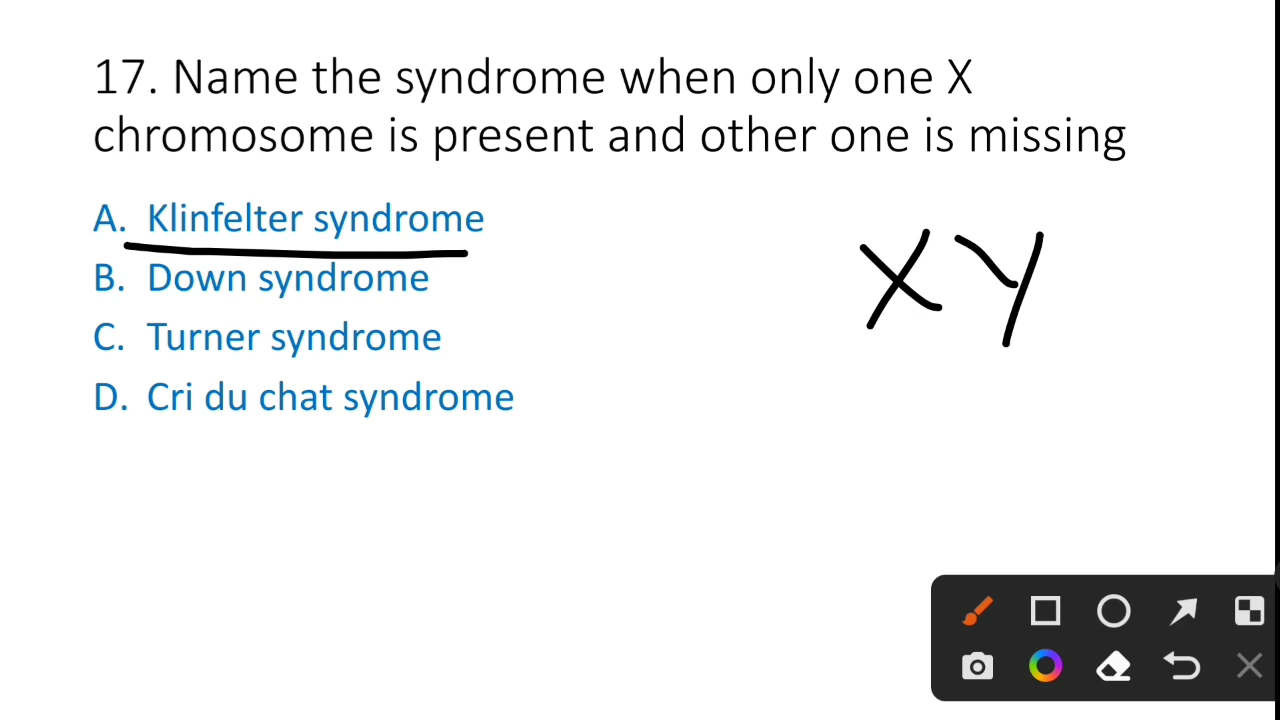 17. Name the syndrome when only one X
chromosome is present and other one is missing
A. Klinfelter syndrome
B. Down syndrome
C. Turner syndrome
D. Cri du chat syndrome
XY